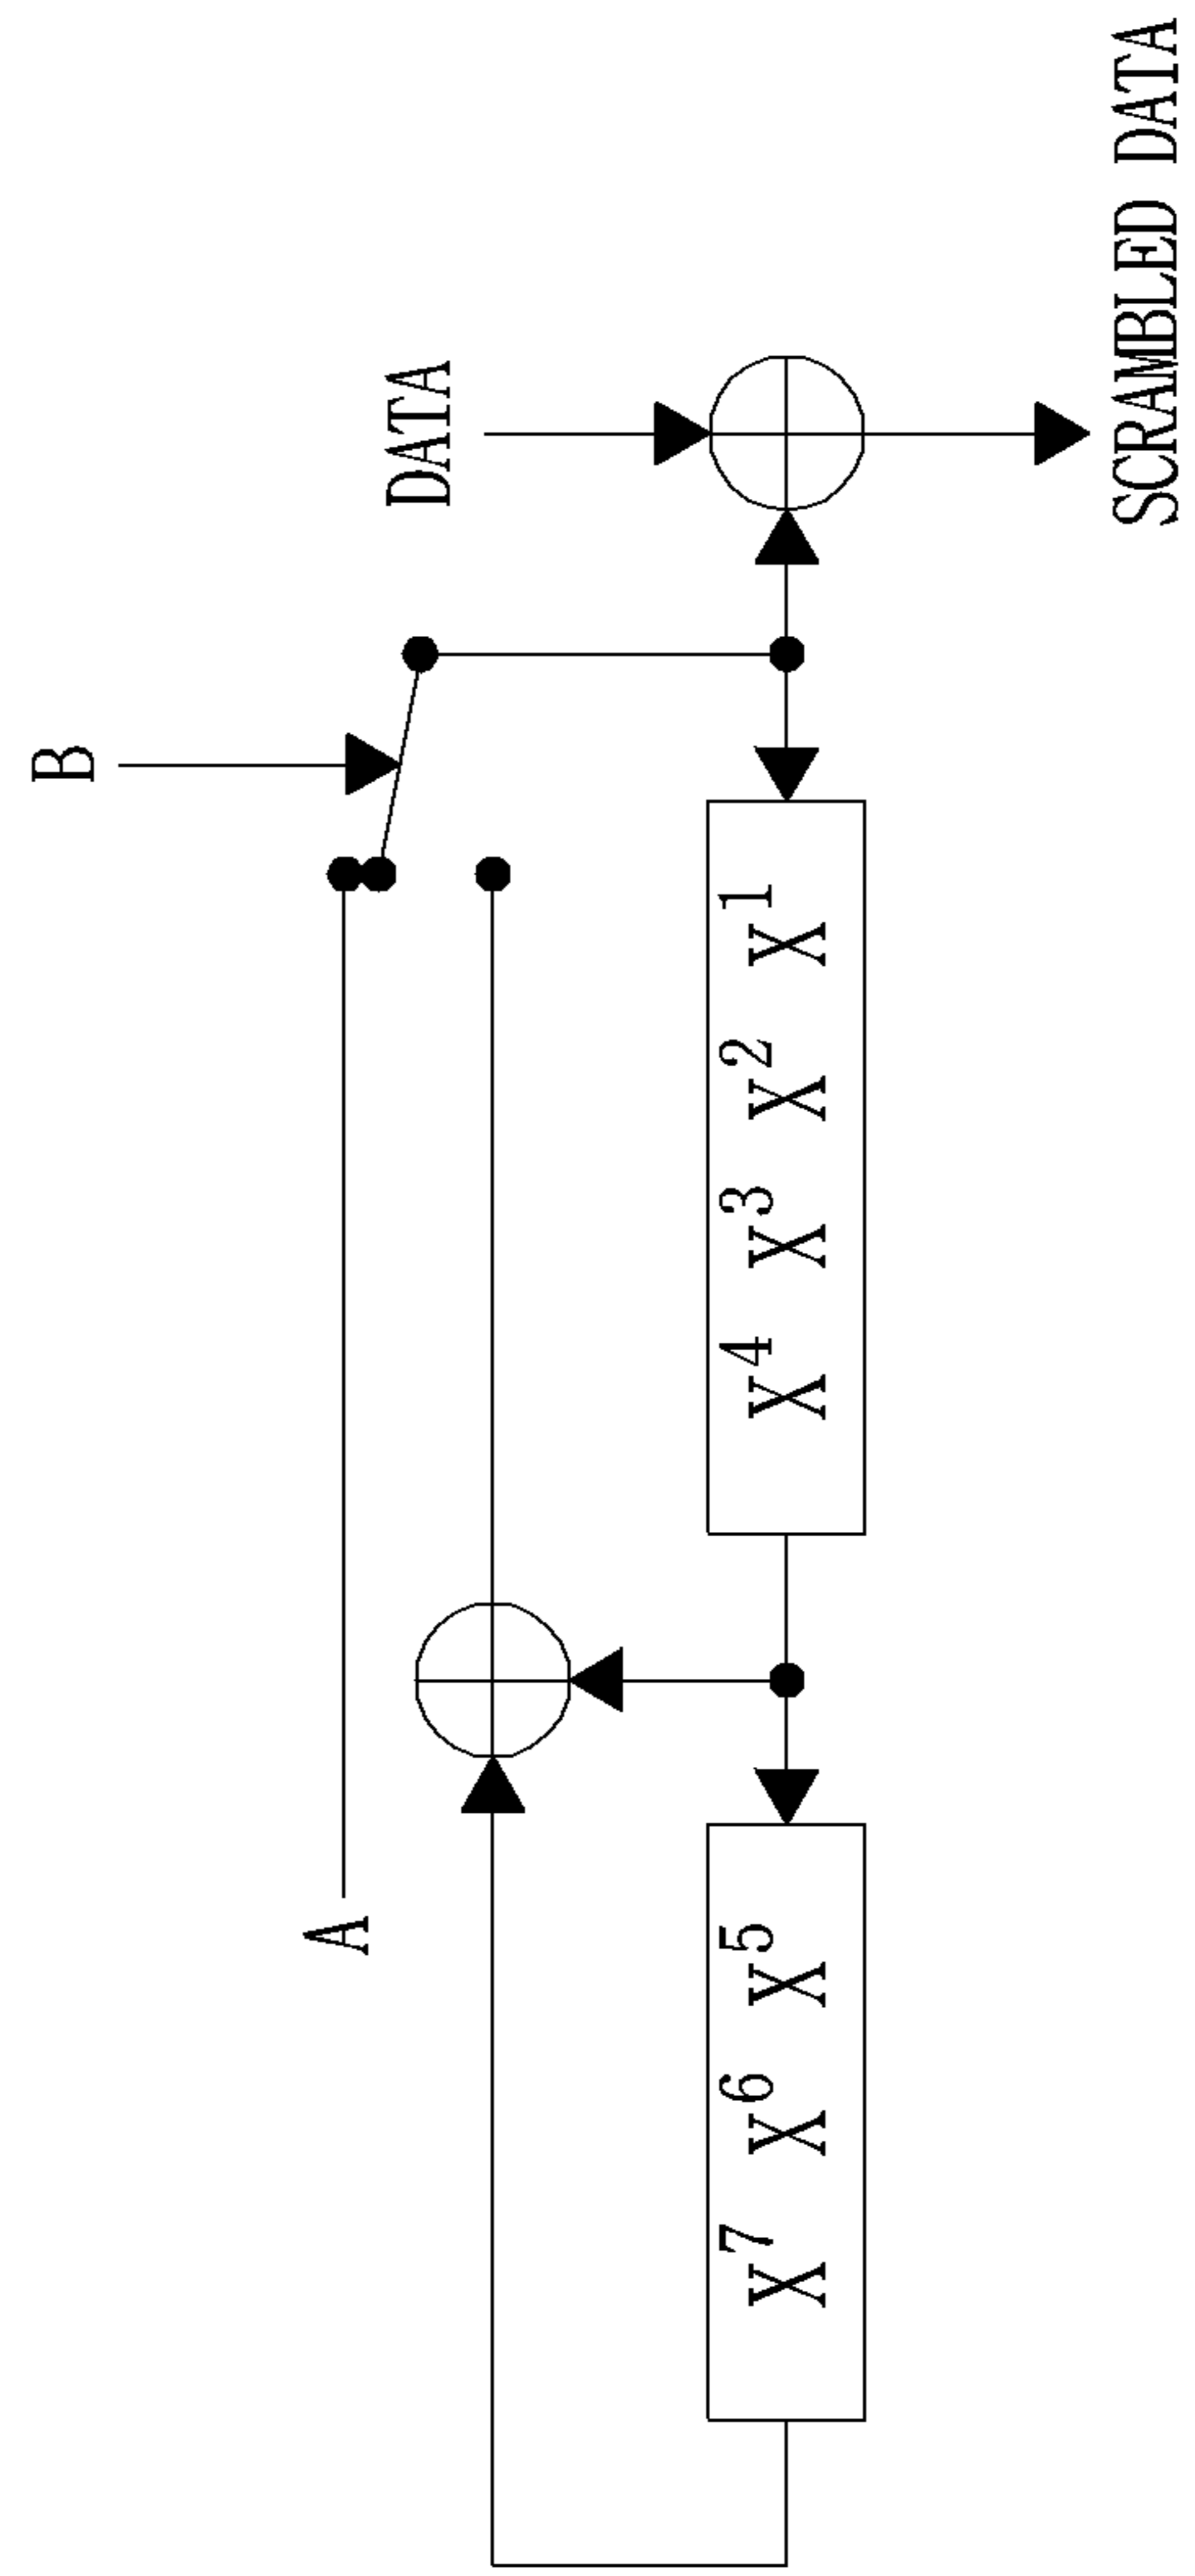 B
A
DATA
X⁷ X⁶ X⁵
X⁴ X³ X² X¹
SCRAMBLED DATA